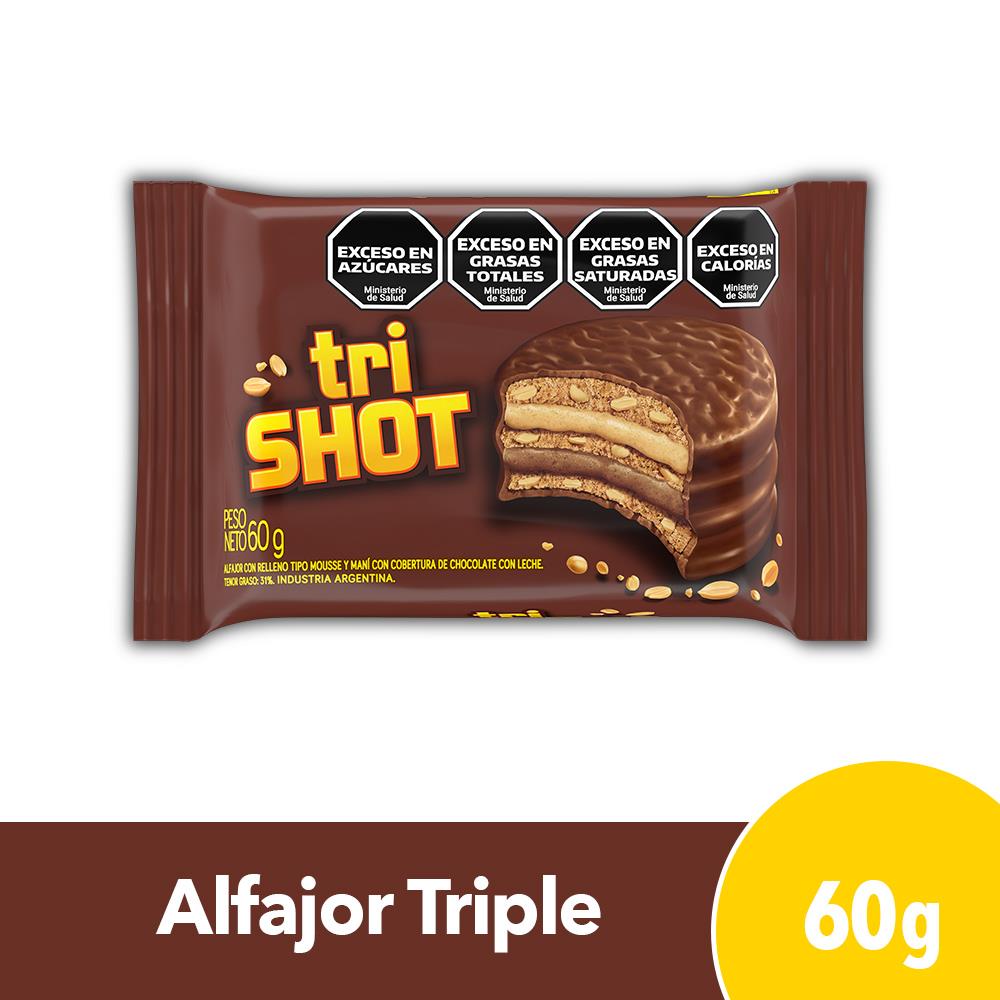 EXCESO EN
AZÚCARES
Ministerio
de Salud
EXCESO EN
GRASAS
TOTALES
Ministerio
de Salud
EXCESO EN
GRASAS
SATURADAS
Ministerio
de Salud
EXCESO EN
CALORÍAS
Ministerio
de Salud
tri
SHOT
PESO
NETO 60 g
ALFAJOR CON RELLENO TIPO MOUSSE Y MANÍ CON COBERTURA DE CHOCOLATE CON LECHE.
TENOR GRASO: 31%. INDUSTRIA ARGENTINA.
tri
Alfajor Triple
60g